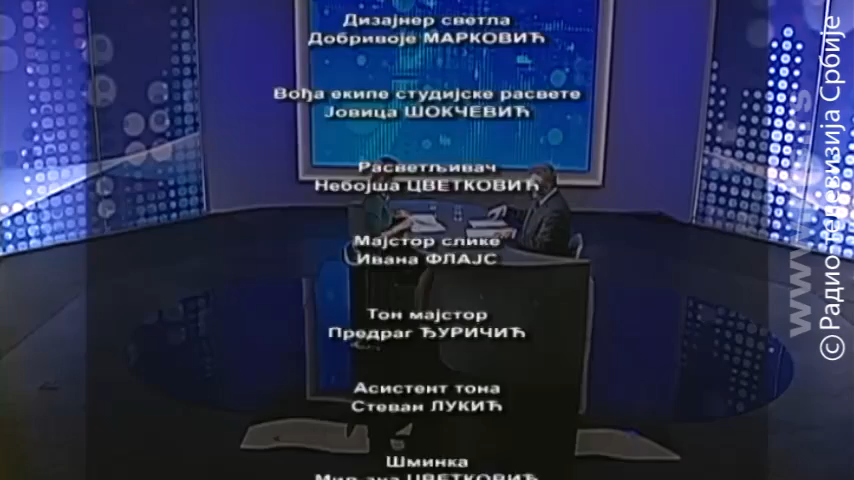 Дизајнер светла
Добривоје МАРКОВИЋ
Вођа екипе студијске расвете
Јовица ШОКЧЕВИЋ
Расветљивач
Небојша ЦВЕТКОВИЋ
Мајстор слике
Ивана ФЛАЈС
Тон мајстор
Предраг ЂУРИЧИЋ
Асистент тона
Стеван ЛУКИЋ
Шминка
ЦВЕТКОВИЋ
© Радио-телевизија Србије